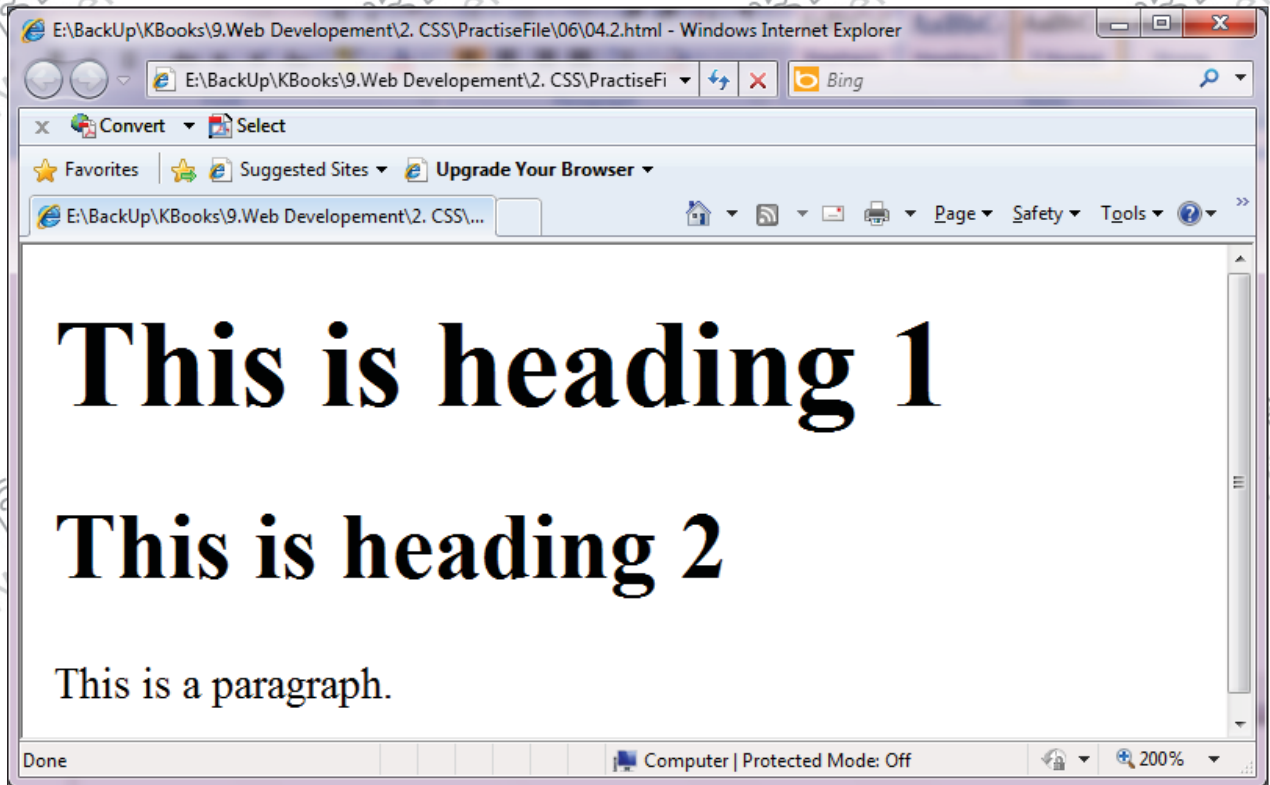 E:\BackUp\KBooks\9.Web Developement\2. CSS\PractiseFile\06\04.2.html - Windows Internet Explorer
E:\BackUp\KBooks\9.Web Developement\2. CSS\PractiseFi Bing
x Convert Select
Favorites Suggested Sites Upgrade Your Browser
E:\BackUp\KBooks\9.Web Developement\2. CSS\... Page Safety Tools »
This is heading 1
This is heading 2
This is a paragraph.
Done Computer | Protected Mode: Off 200%